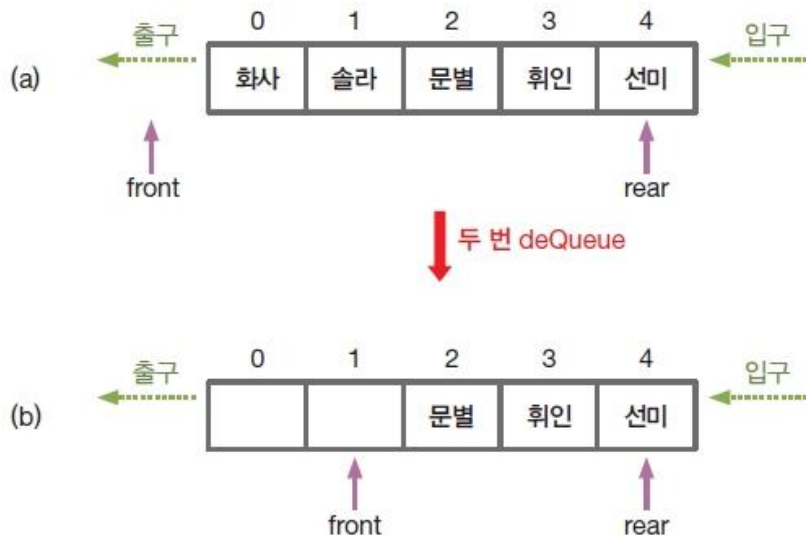 0 1 2 3 4
출구 입구
(a) 화사 솔라 문별 휘인 선미
front rear
두 번 deQueue
0 1 2 3 4
출구 입구
(b) 문별 휘인 선미
front rear